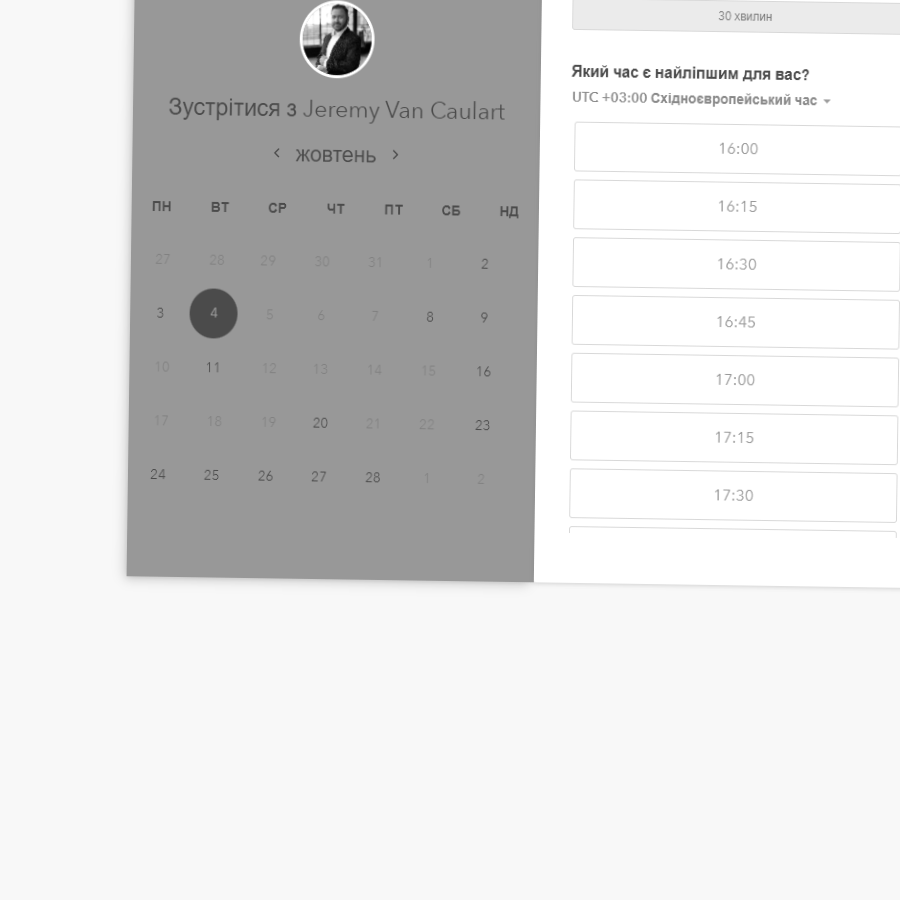 Зустрітися з Jeremy Van Caulart
жовтень
ПН ВТ СР ЧТ ПТ СБ НД
27 28 29 30 31 1 2
3 4 5 6 7 8 9
10 11 12 13 14 15 16
17 18 19 20 21 22 23
24 25 26 27 28 1 2
30 хвилин
Який час є найліпшим для вас?
UTC +03:00 Східноєвропейський час
16:00
16:15
16:30
16:45
17:00
17:15
17:30